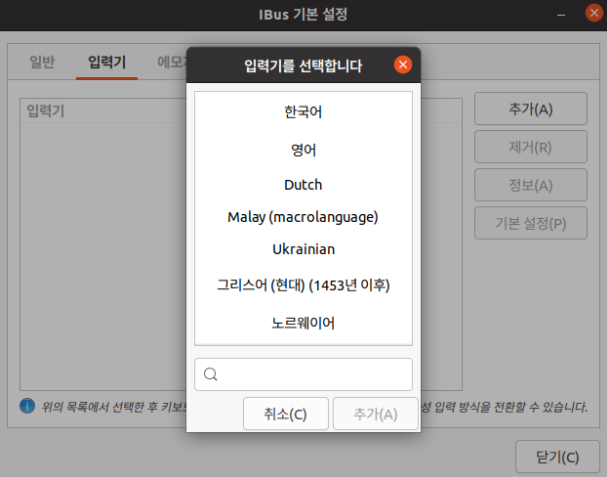 IBus 기본 설정
일반
입력기
에모
입력기를 선택합니다
입력기
한국어
영어
Dutch
Malay (macrolanguage)
Ukrainian
그리스어 (현대) (1453년 이후)
노르웨이어
추가(A)
제거(R)
정보(A)
기본 설정(P)
위의 목록에서 선택한 후 키보
성 입력 방식을 전환할 수 있습니다.
취소(C)
추가(A)
닫기(C)